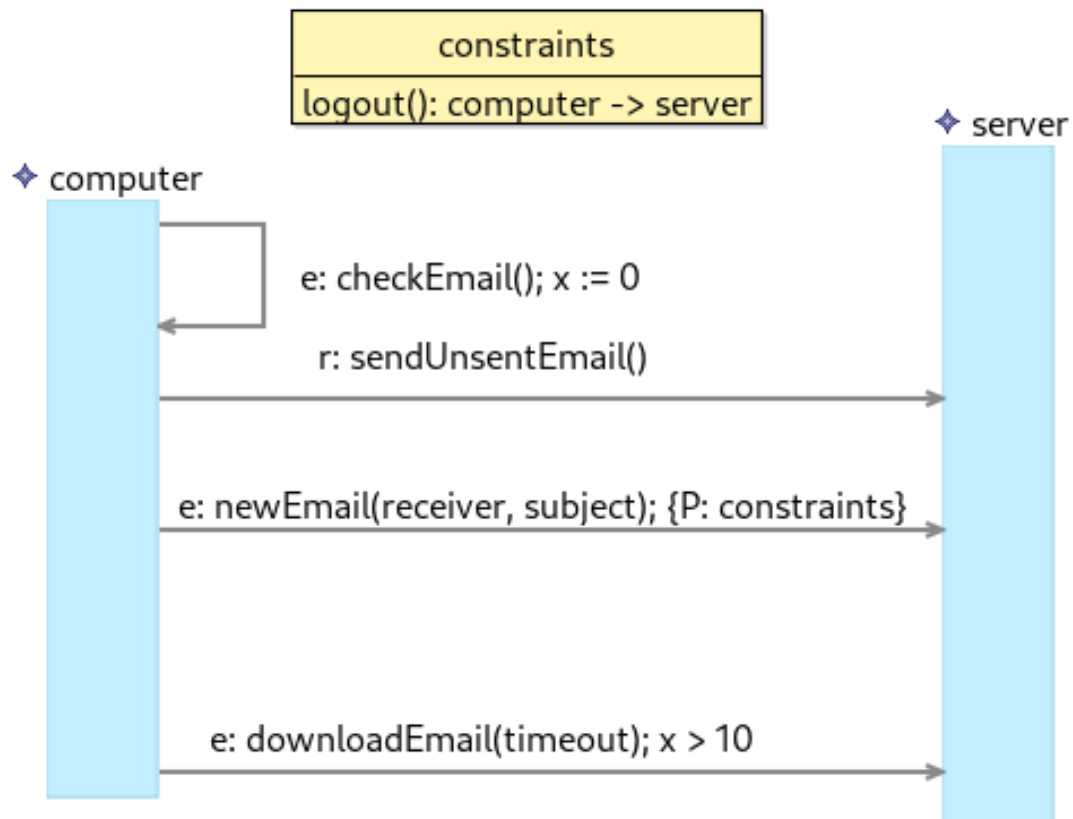 constraints
logout(): computer -> server
server
computer
e: checkEmail(); x := 0
r: sendUnsentEmail()
e: newEmail(receiver, subject); {P: constraints}
e: downloadEmail(timeout); x > 10